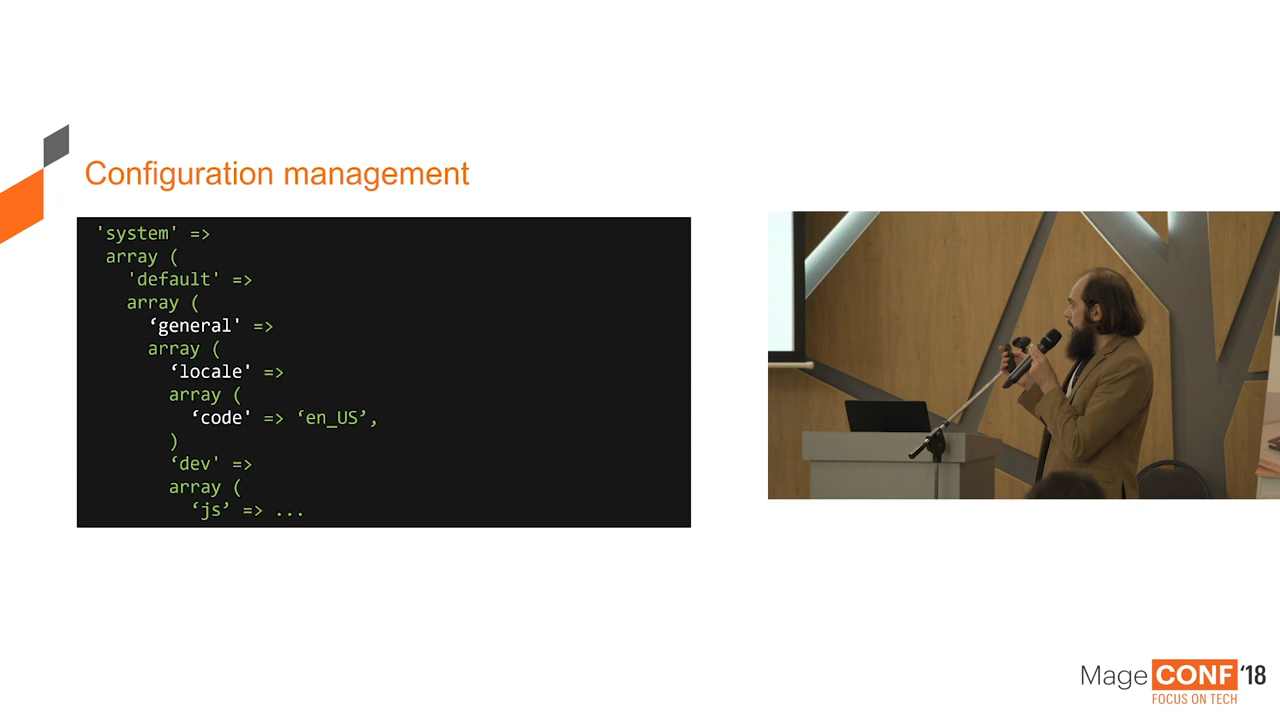 Configuration management
'system' =>
array (
'default' =>
array (
‘general' =>
array (
‘locale' =>
array (
‘code' => ‘en_US’,
)
‘dev' =>
array (
‘js’ => ...
Mage CONF ‘18
FOCUS ON TECH